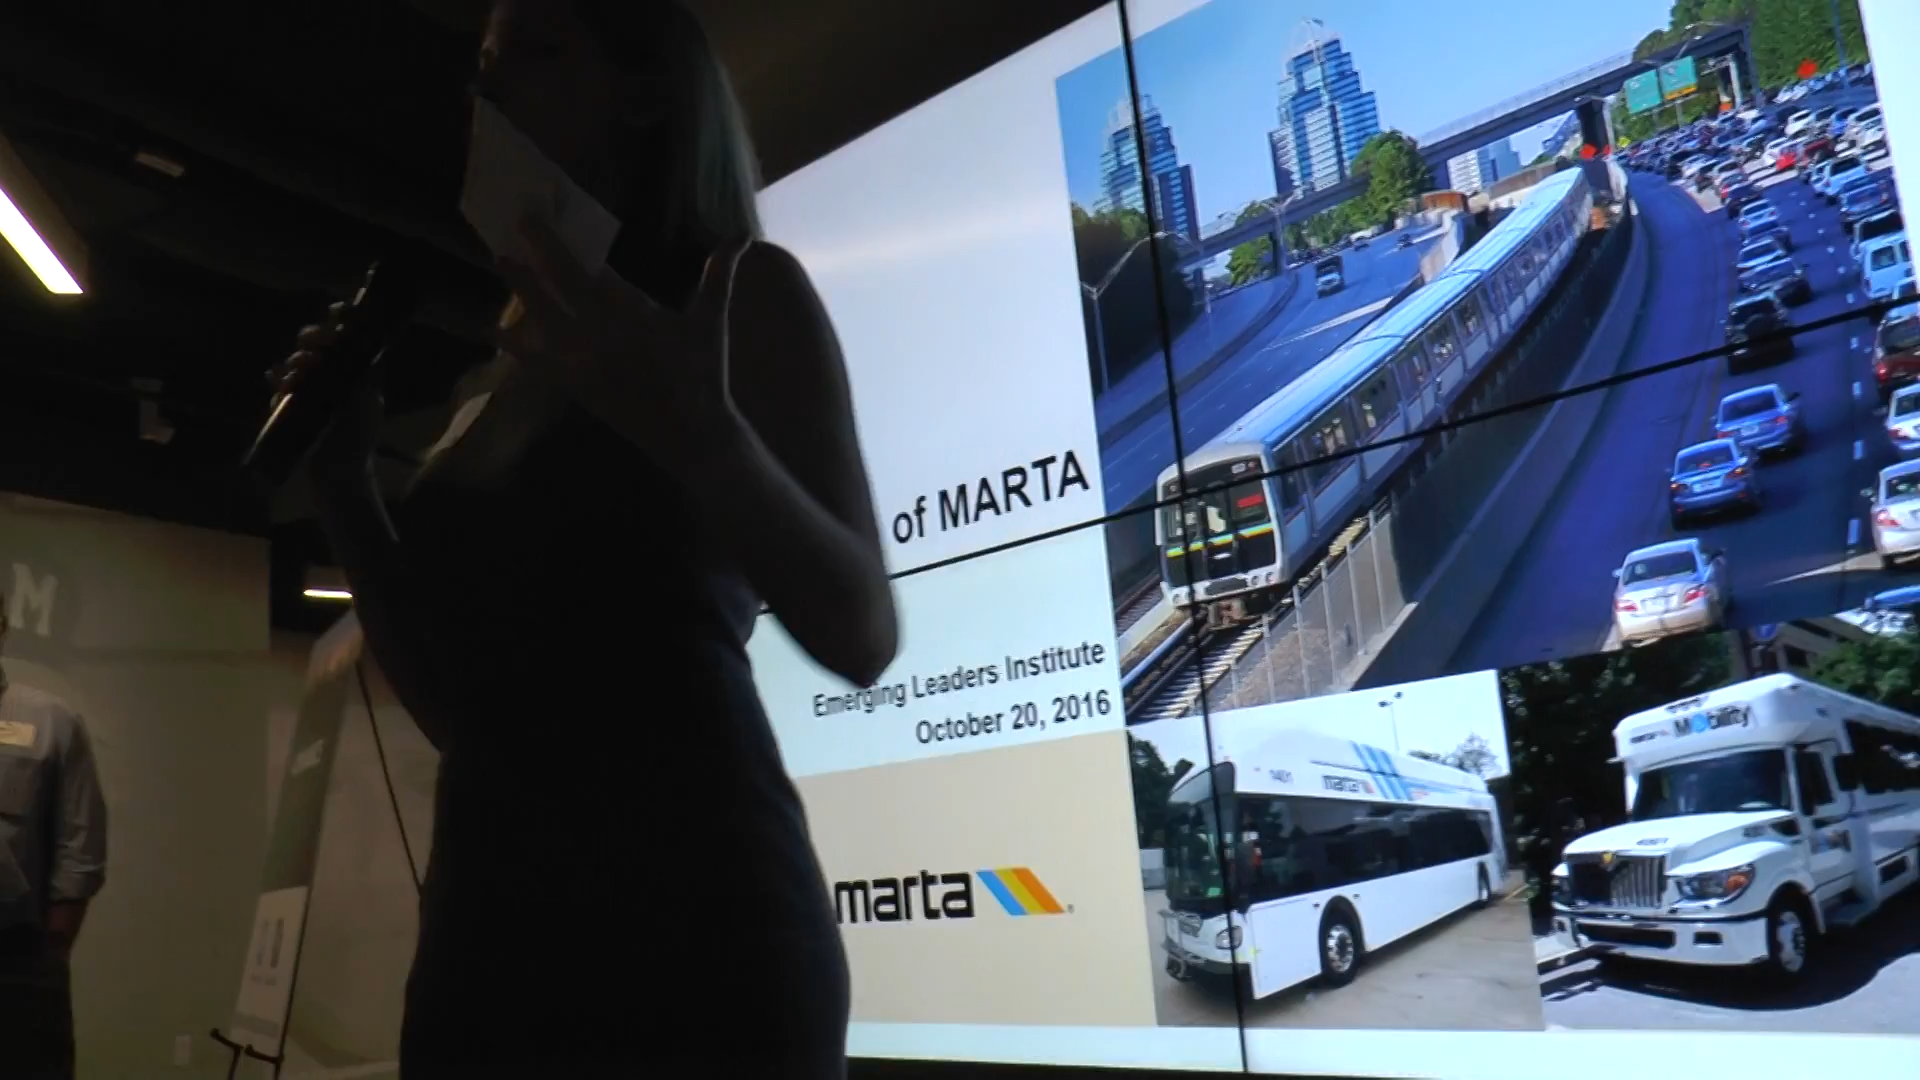 of MARTA
Emerging Leaders Institute
October 20, 2016
marta
marta
Mobility
M